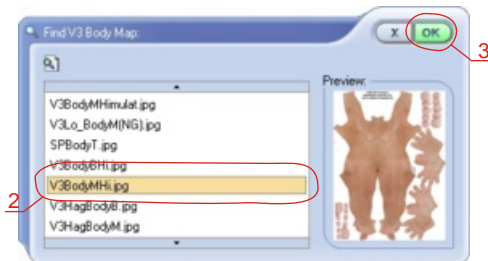 Find V3 Body Map:
X OK
3
Preview:
V3BodyMHimulat.jpg
V3Lo_BodyM(NG).jpg
SPBodyT.jpg
V3BodyBHi.jpg
2
V3BodyMHi.jpg
V3HagBodyB.jpg
V3HagBodyM.jpg